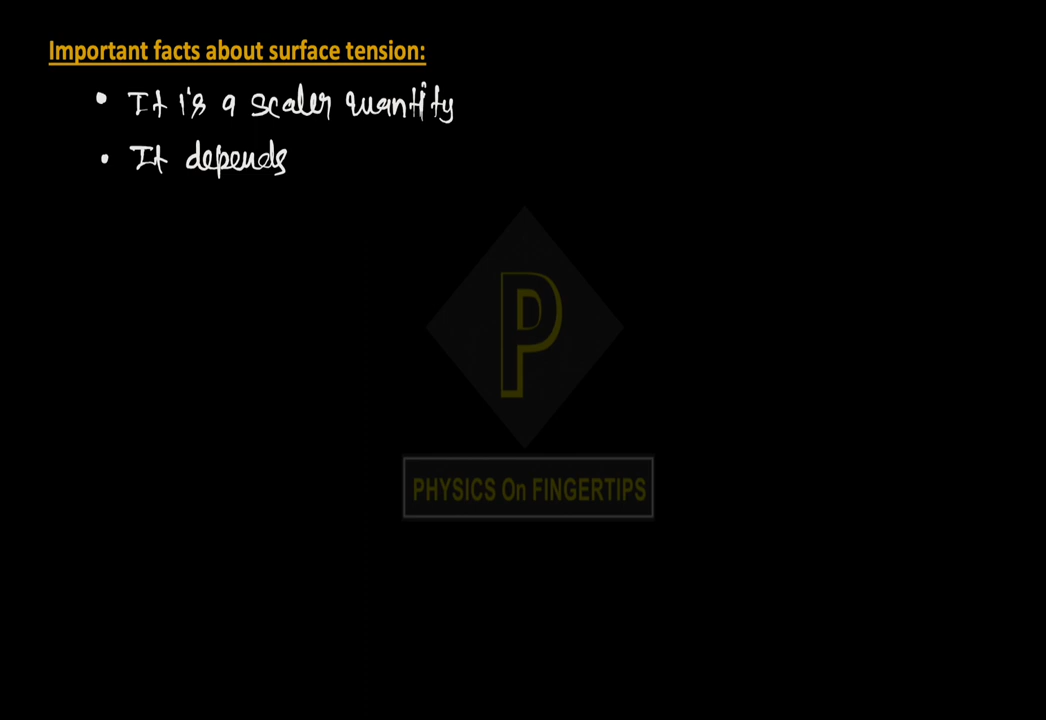 Important facts about surface tension:
• It is a scaler quantity
• It depends
P
PHYSICS On FINGERTIPS